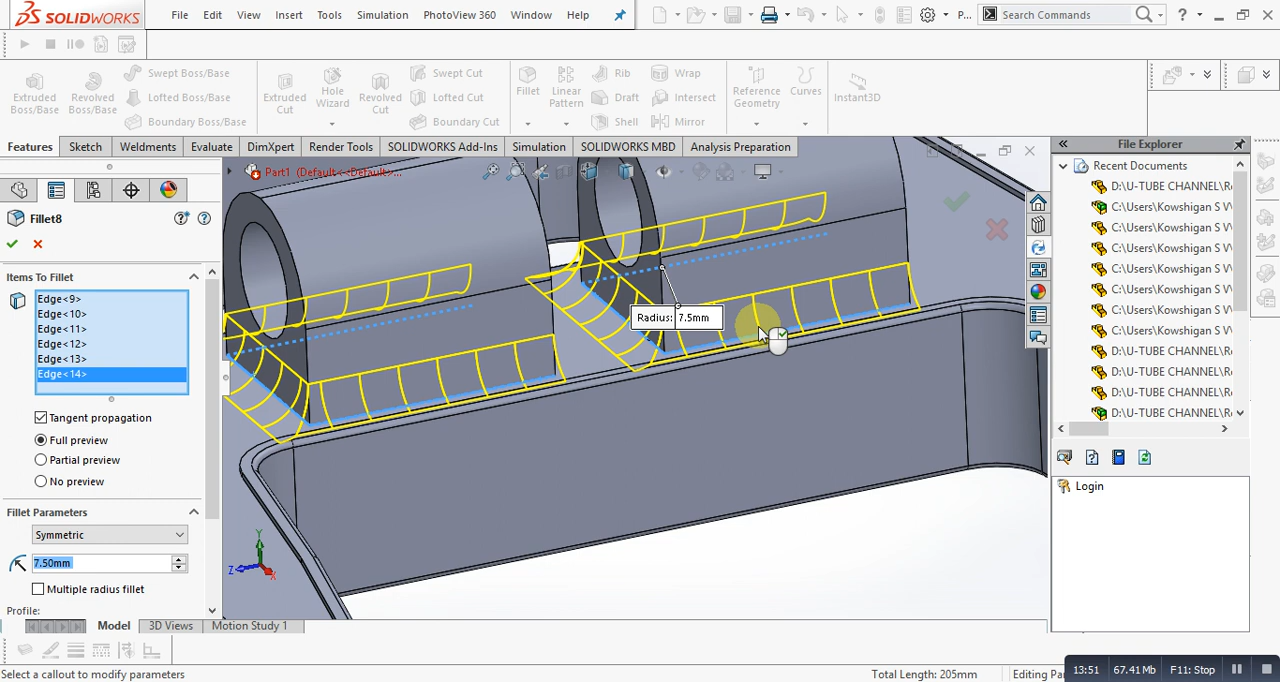 SOLIDWORKS File Edit View Insert Tools Simulation PhotoView 360 Window Help P... Search Commands ?
Extruded Boss/Base
Revolved Boss/Base
Swept Boss/Base
Lofted Boss/Base
Boundary Boss/Base
Extruded Cut
Hole Wizard
Revolved Cut
Swept Cut
Lofted Cut
Boundary Cut
Fillet
Linear Pattern
Rib
Draft
Shell
Wrap
Intersect
Mirror
Reference Geometry
Curves
Instant3D
Features Sketch Weldments Evalu DimXpert Render Tools SOLIDWORKS Add-Ins Simulation SOLIDWORKS MBD Analysis Preparation
Part1 (Default<<Default>...
Fillet8
Items To Fillet
Edge<9>
Edge<10>
Edge<11>
Edge<12>
Edge<13>
Edge<14>
Tangent propagation
Full preview
Partial preview
No preview
Fillet Parameters
Symmetric
7.50mm
Multiple radius fillet
Profile:
Radius: 7.5mm
Y
Z
X
File Explorer
Recent Documents
D:\U-TUBE CHANNEL\R
C:\Users\Kowshigan S V
C:\Users\Kowshigan S V
C:\Users\Kowshigan S V
C:\Users\Kowshigan S V
C:\Users\Kowshigan S V
C:\Users\Kowshigan S V
C:\Users\Kowshigan S V
D:\U-TUBE CHANNEL\R
D:\U-TUBE CHANNEL\R
D:\U-TUBE CHANNEL\R
D:\U-TUBE CHANNEL\R
Login
Model 3D Views Motion Study 1
Select a callout to modify parameters Total Length: 205mm Editing Pa
13:51 67.41 Mb F11: Stop